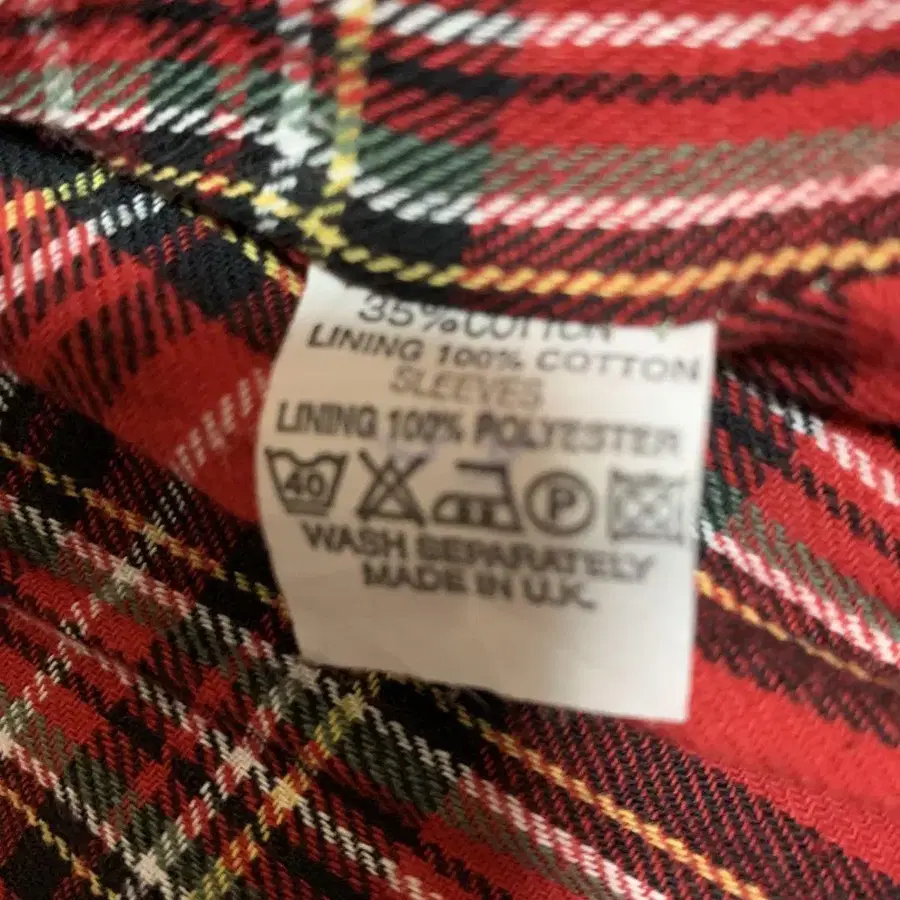 35% COTTON
LINING 100% COTTON
SLEEVES
LINING 100% POLYESTER
40 P
WASH SEPARATELY
MADE IN U.K.